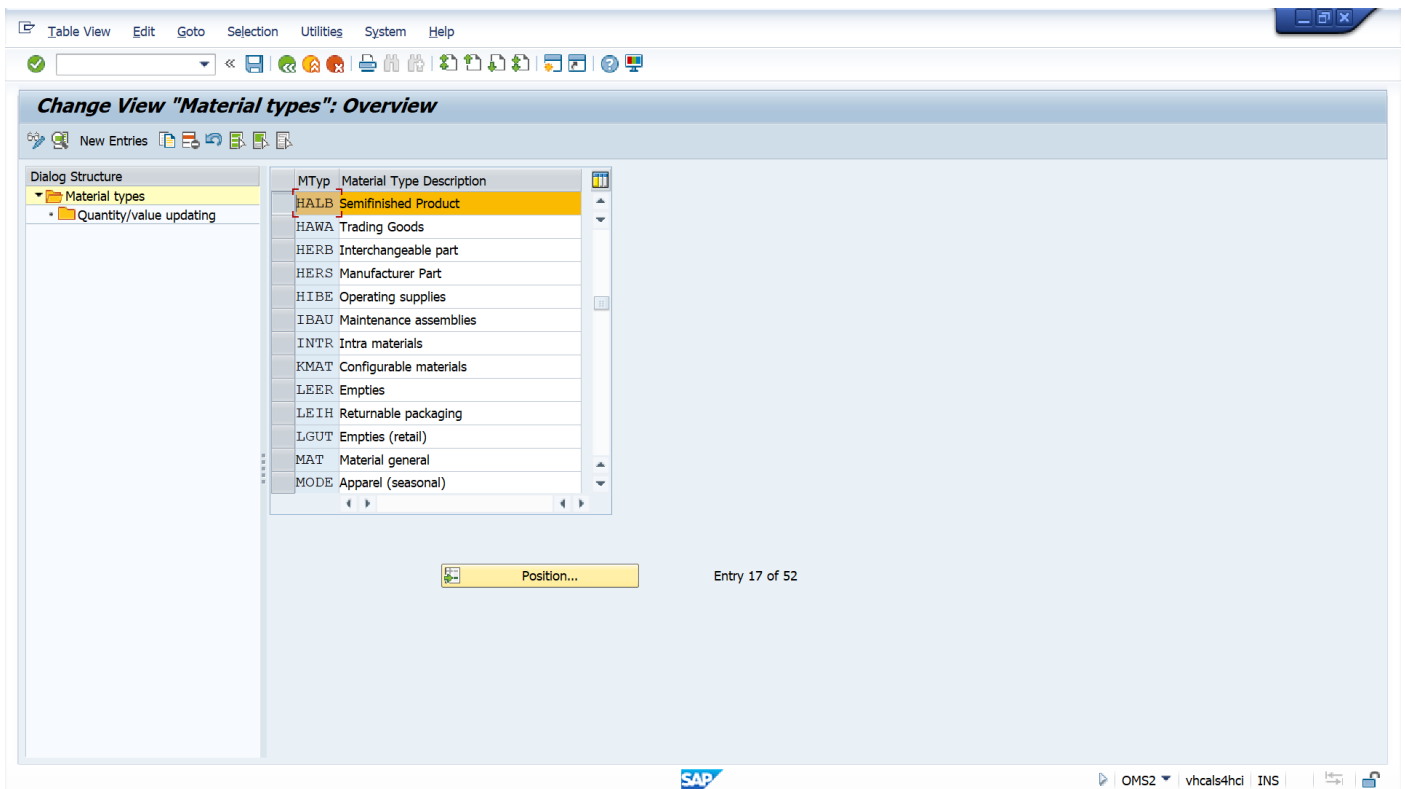 Table View Edit Goto Selection Utilities System Help
Change View "Material types": Overview
New Entries
Dialog Structure
Material types
Quantity/value updating
MTyp Material Type Description
HALB Semifinished Product
HAWA Trading Goods
HERB Interchangeable part
HERS Manufacturer Part
HIBE Operating supplies
IBAU Maintenance assemblies
INTR Intra materials
KMAT Configurable materials
LEER Empties
LEIH Returnable packaging
LGUT Empties (retail)
MAT Material general
MODE Apparel (seasonal)
Position... Entry 17 of 52
SAP OMS2 vhcals4hci INS